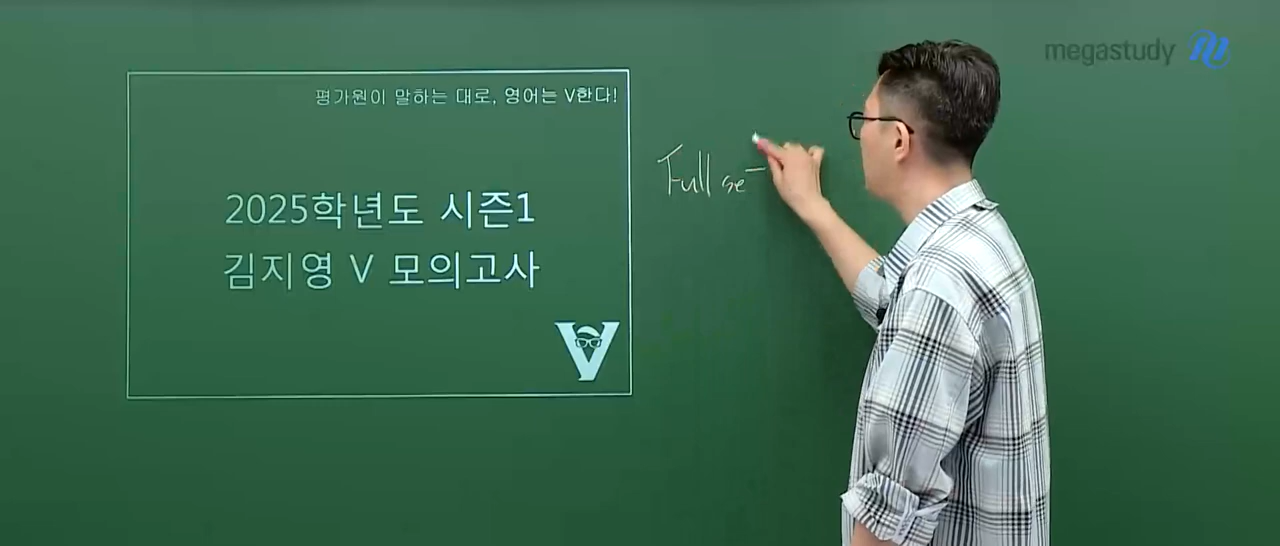 megastudy
평가원이 말하는 대로, 영어는 V한다!
2025학년도 시즌1
김지영 V 모의고사
V
Full se